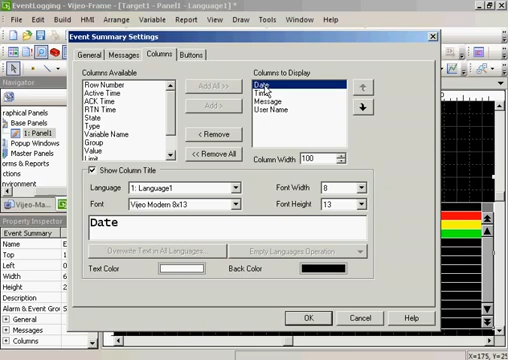 EventLogging - Vijeo-Frame - [Target1 - Panel1 - Language1 *]
File Edit Build HMI Arrange Variable Report View Draw Tools Window Help
Event Summary Settings
General Messages Columns Buttons
Columns Available
Row Number
Active Time
ACK Time
RTN Time
State
Type
Variable Name
Group
Value
Limit
Add All >>
Add >
< Remove
<< Remove All
Columns to Display
Date
Time
Message
User Name
Column Width 100
Show Column Title
Language 1: Language1
Font Width 8
Font Vijeo Modern 8x13
Font Height 13
Date
Overwrite Text in All Languages...
Empty Languages Operation
Text Color
Back Color
OK Cancel Help
Navigator
raphical Panels
Base Panels
1: Panel1
Popup Windows
Master Panels
orms & Reports
ctions
nvironment
Vijeo-Ma...
Property Inspector
Event Summary
Name E
Top 1
Left 0
Width 6
Height 2
Description
Alarm & Event Gro
General
Messages
Columns
X=175, Y=25